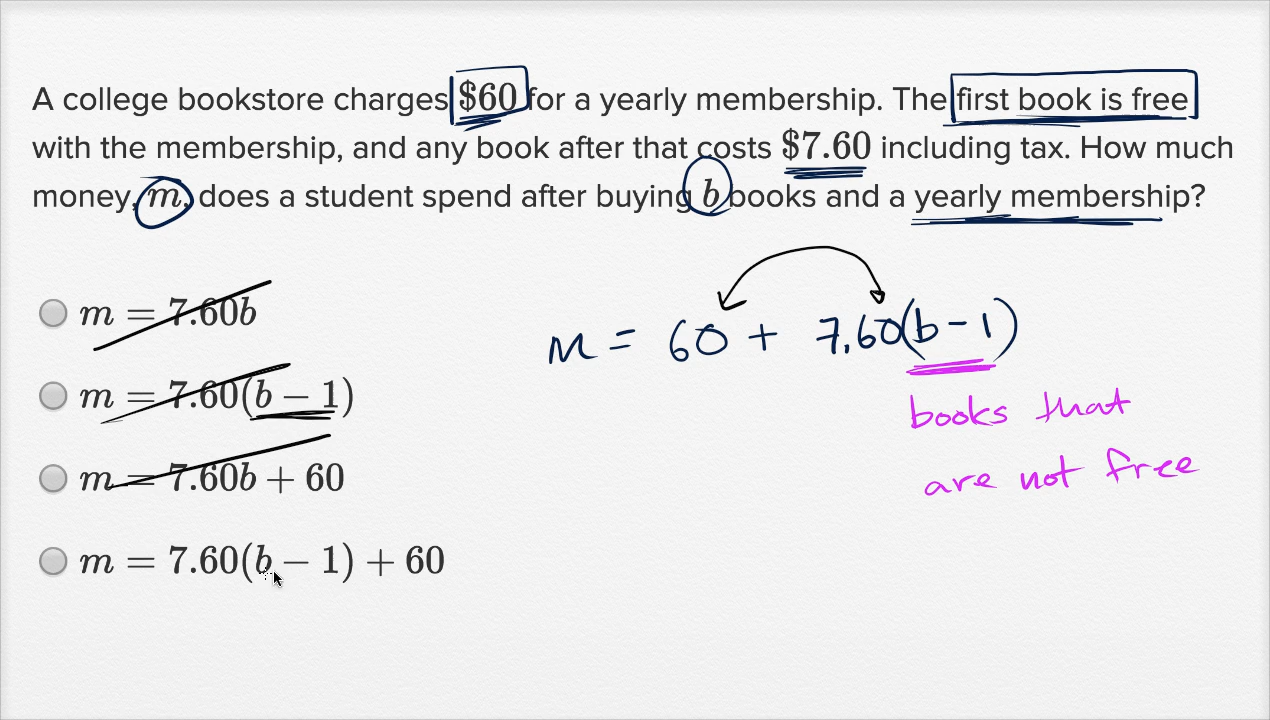 A college bookstore charges $60 for a yearly membership. The first book is free
with the membership, and any book after that costs $7.60 including tax. How much
money, m, does a student spend after buying b books and a yearly membership?
m = 7.60b
m = 60 + 7.60(b-1)
m = 7.60(b − 1)
books that
m = 7.60b + 60
are not free
m = 7.60(b − 1) + 60